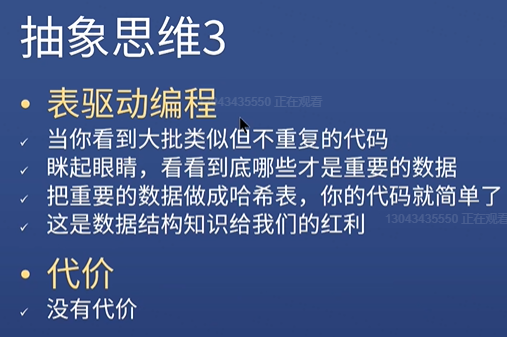 抽象思维3
• 表驱动编程
13043435550 正在观看
✓ 当你看到大批类似但不重复的代码
✓ 眯起眼睛，看看到底哪些才是重要的数据
✓ 把重要的数据做成哈希表，你的代码就简单了
✓ 这是数据结构知识给我们的红利
13043435550 正在观看
• 代价
✓ 没有代价